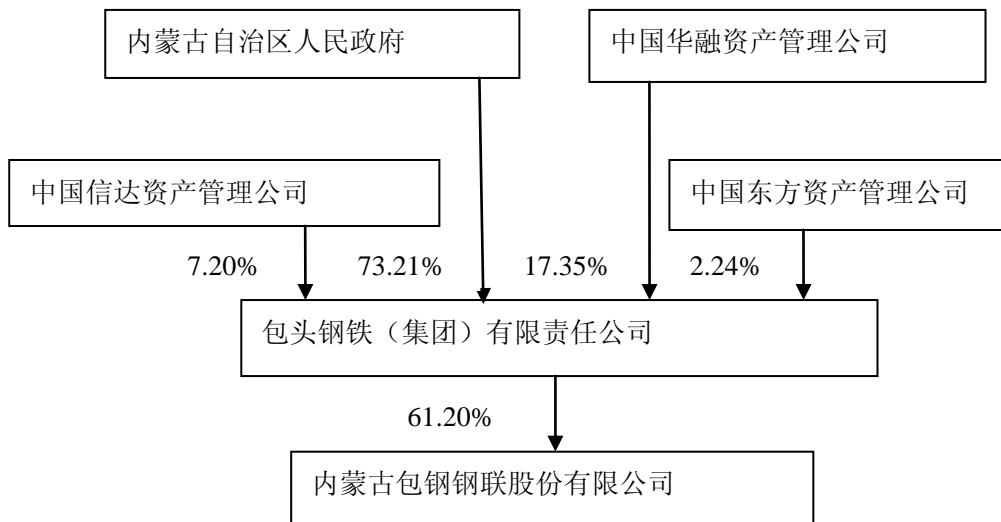 内蒙古自治区人民政府
中国华融资产管理公司
中国信达资产管理公司
中国东方资产管理公司
7.20%
73.21%
17.35%
2.24%
包头钢铁（集团）有限责任公司
61.20%
内蒙古包钢钢联股份有限公司